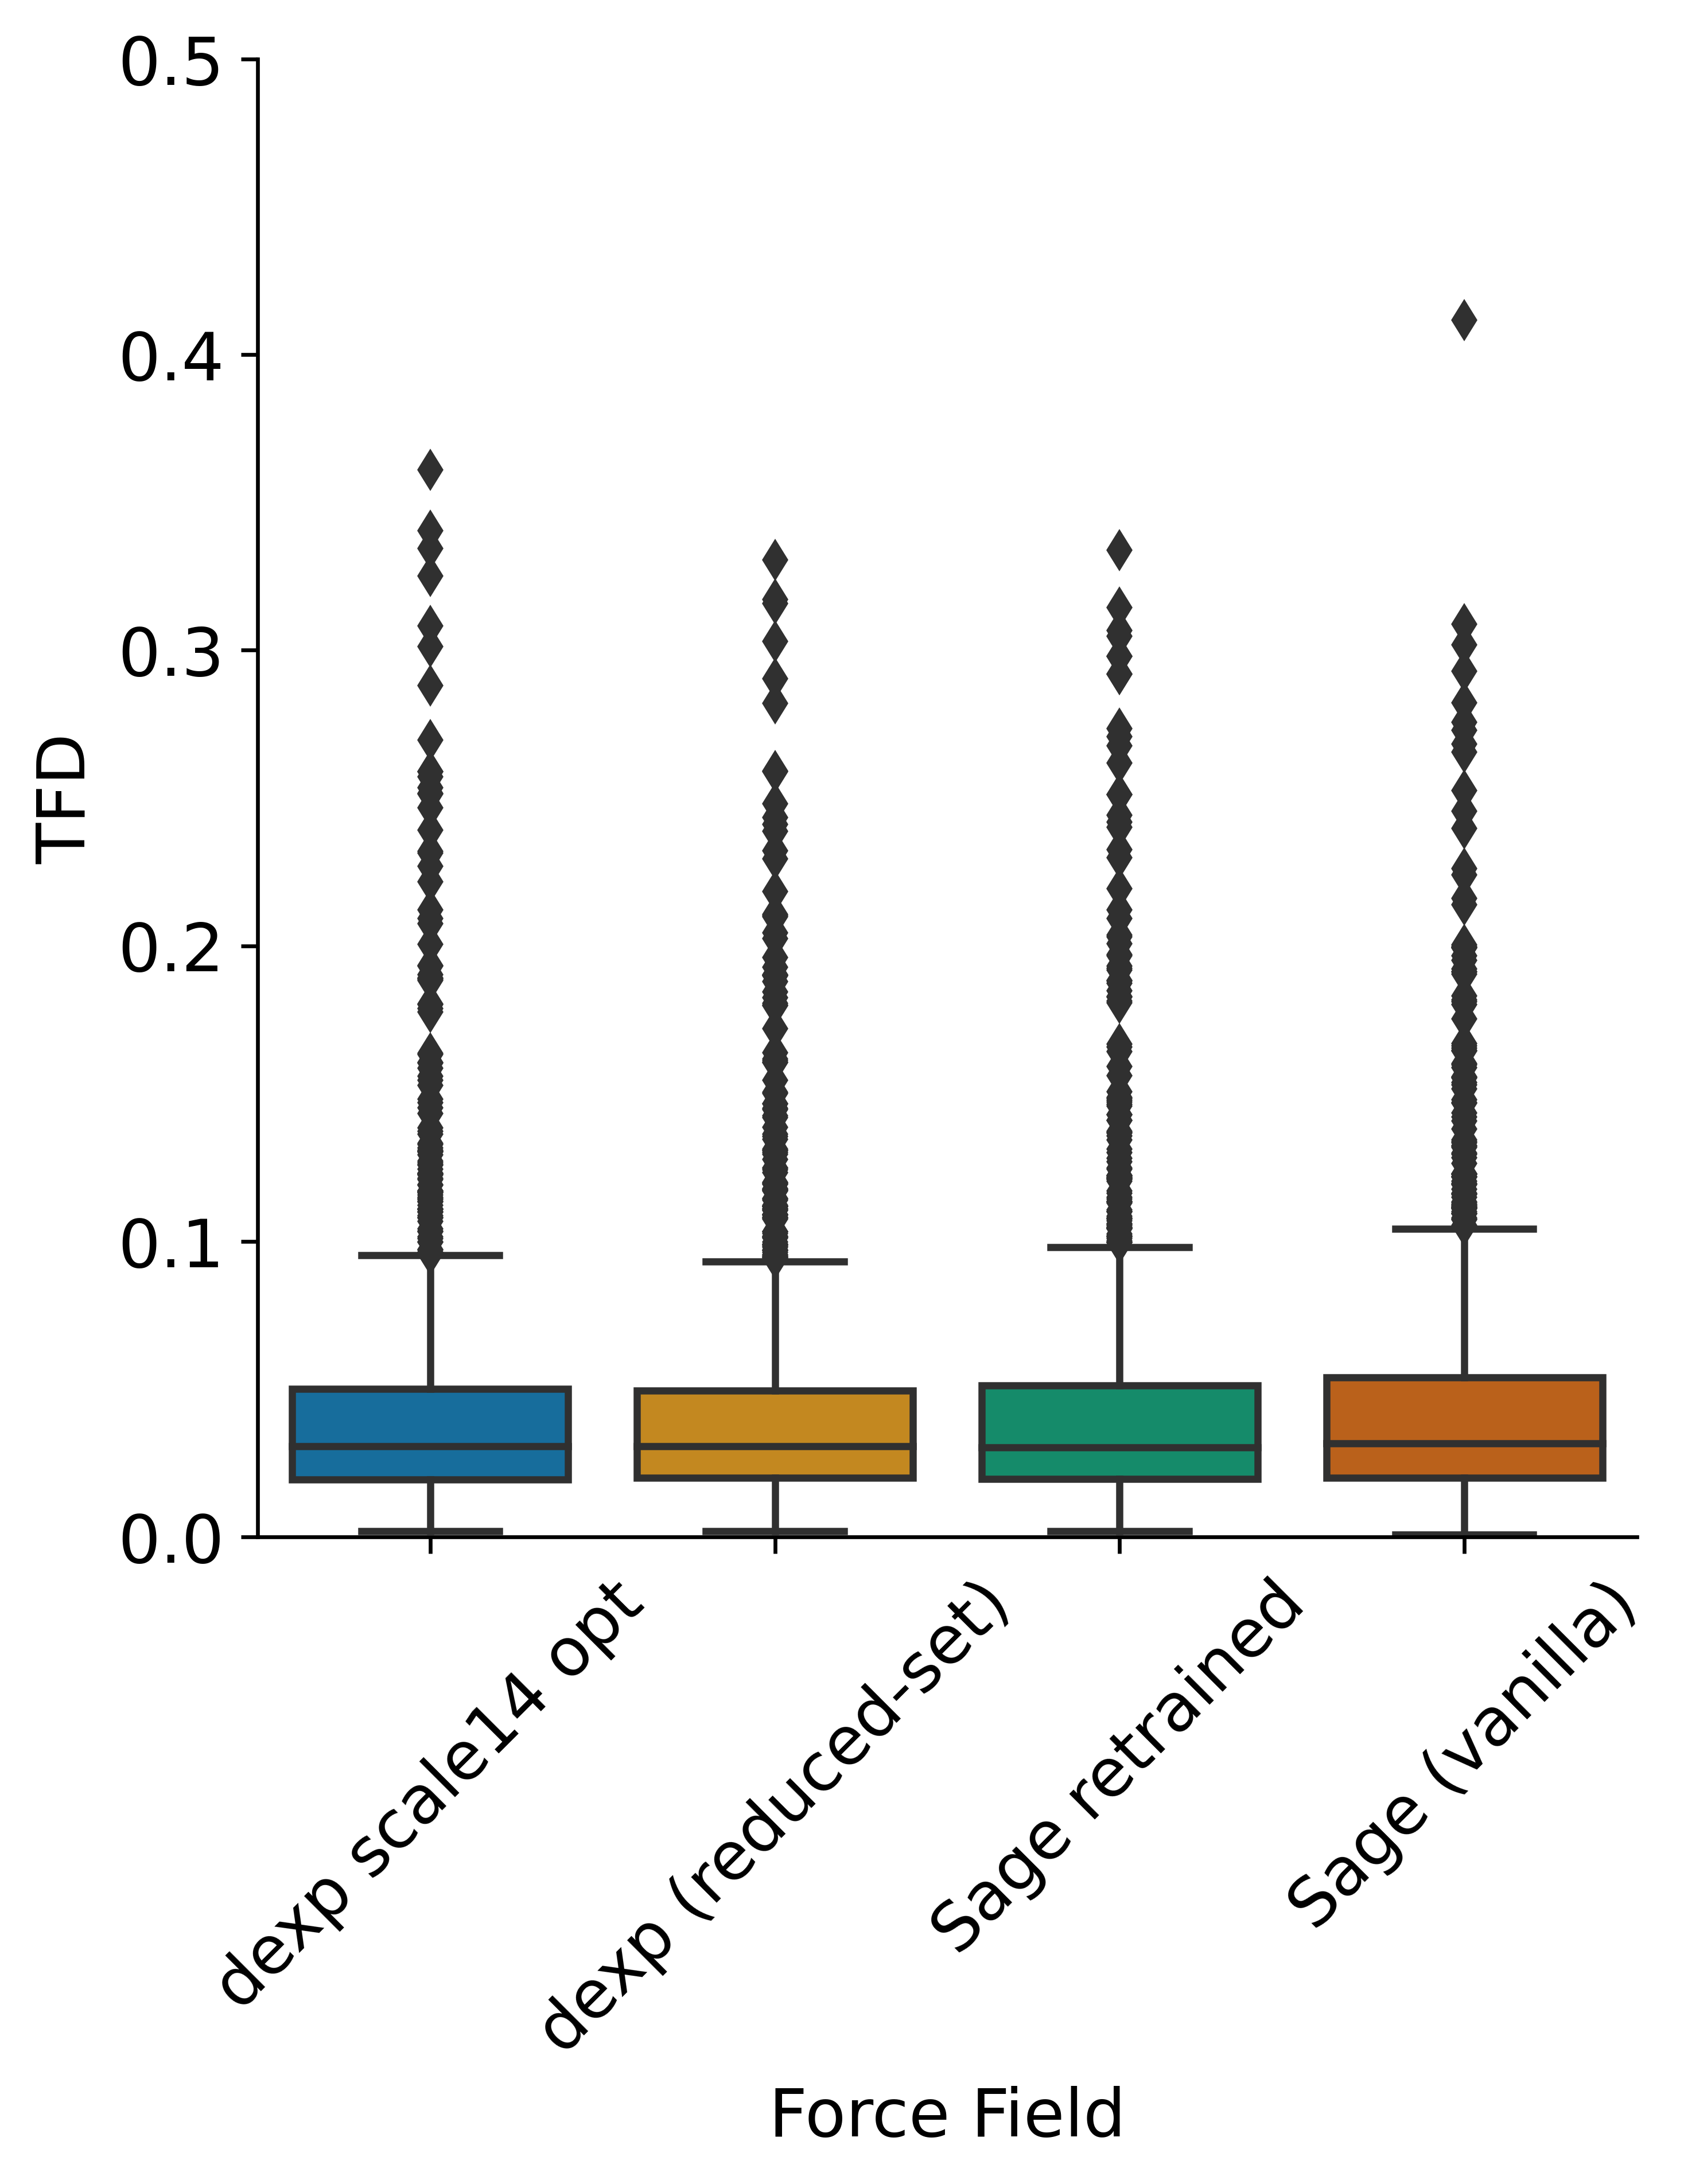 0.5
0.4
0.3
0.2
0.1
0.0
TFD
dexp scale14 opt
dexp (reduced-set)
Sage retrained
Sage (vanilla)
Force Field